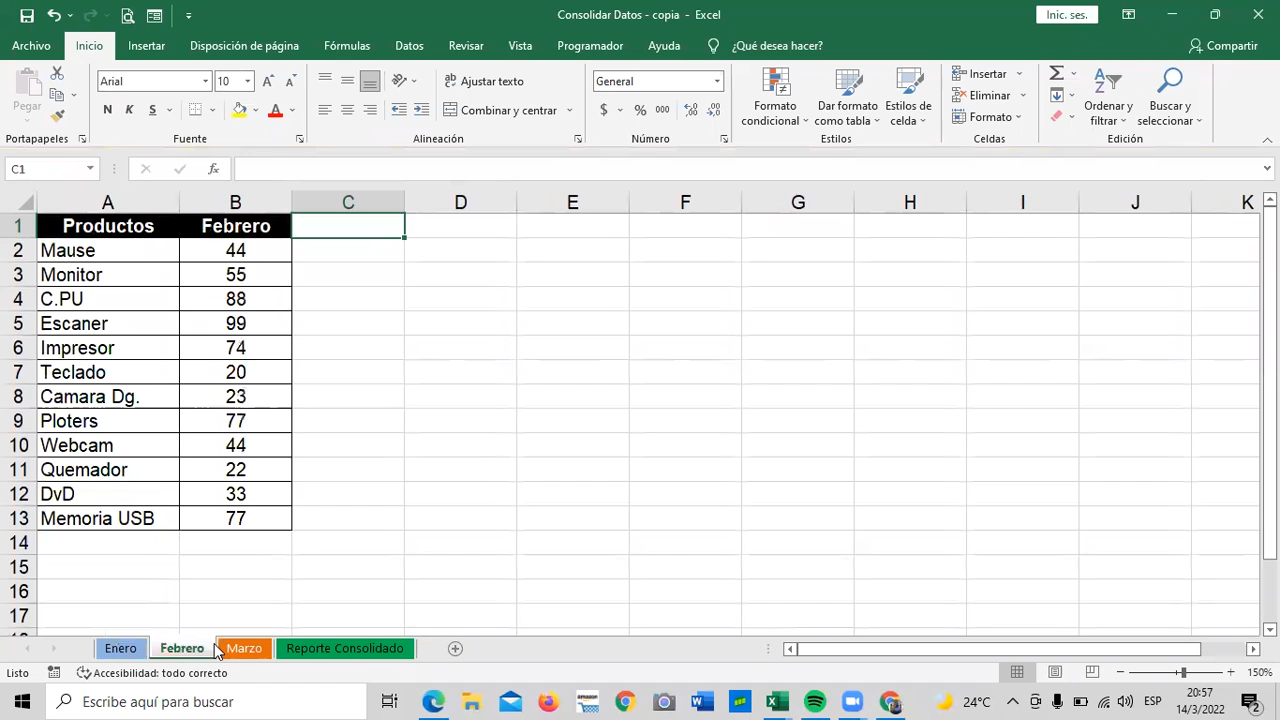 Consolidar Datos - copia - Excel
Inic. ses.
Archivo Inicio Insertar Disposición de página Fórmulas Datos Revisar Vista Programador Ayuda ¿Qué desea hacer? Compartir
Pegar
Arial 10
N K S
Ajustar texto
Combinar y centrar
General
$ % 000
Formato condicional
Dar formato como tabla
Estilos de celda
Insertar
Eliminar
Formato
Ordenar y filtrar
Buscar y seleccionar
Portapapeles Fuente Alineación Número Estilos Celdas Edición
C1 fx
A B C D E F G H I J K
1 Productos Febrero
2 Mause 44
3 Monitor 55
4 C.PU 88
5 Escaner 99
6 Impresor 74
7 Teclado 20
8 Camara Dg. 23
9 Ploters 77
10 Webcam 44
11 Quemador 22
12 DvD 33
13 Memoria USB 77
14
15
16
17
Enero Febrero Marzo Reporte Consolidado
Listo Accesibilidad: todo correcto 150%
Escribe aquí para buscar
amazon
24°C ESP 20:57
14/3/2022
2